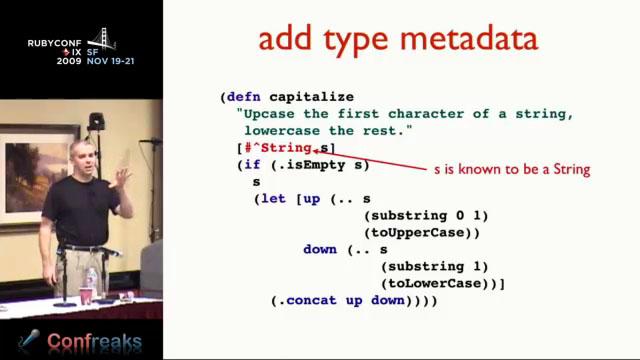 RUBYCONF
IX SF
2009 NOV 19-21
add type metadata
(defn capitalize
"Upcase the first character of a string,
lowercase the rest."
[#^String s]
(if (.isEmpty s)
s is known to be a String
s
(let [up (.. s
(substring 0 1)
(toUpperCase))
down (.. s
(substring 1)
(toLowerCase))]
(.concat up down))))
Confreaks